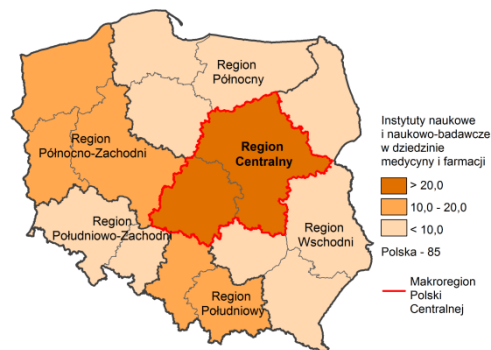 Region
Północny
Region
Północno-Zachodni
Region
Centralny
Region
Południowo-Zachodni
Region
Wschodni
Region
Południowy
Instytuty naukowe
i naukowo-badawcze
w dziedzinie
medycyny i farmacji
> 20,0
10,0 - 20,0
< 10,0
Polska - 85
Makroregion
Polski
Centralnej